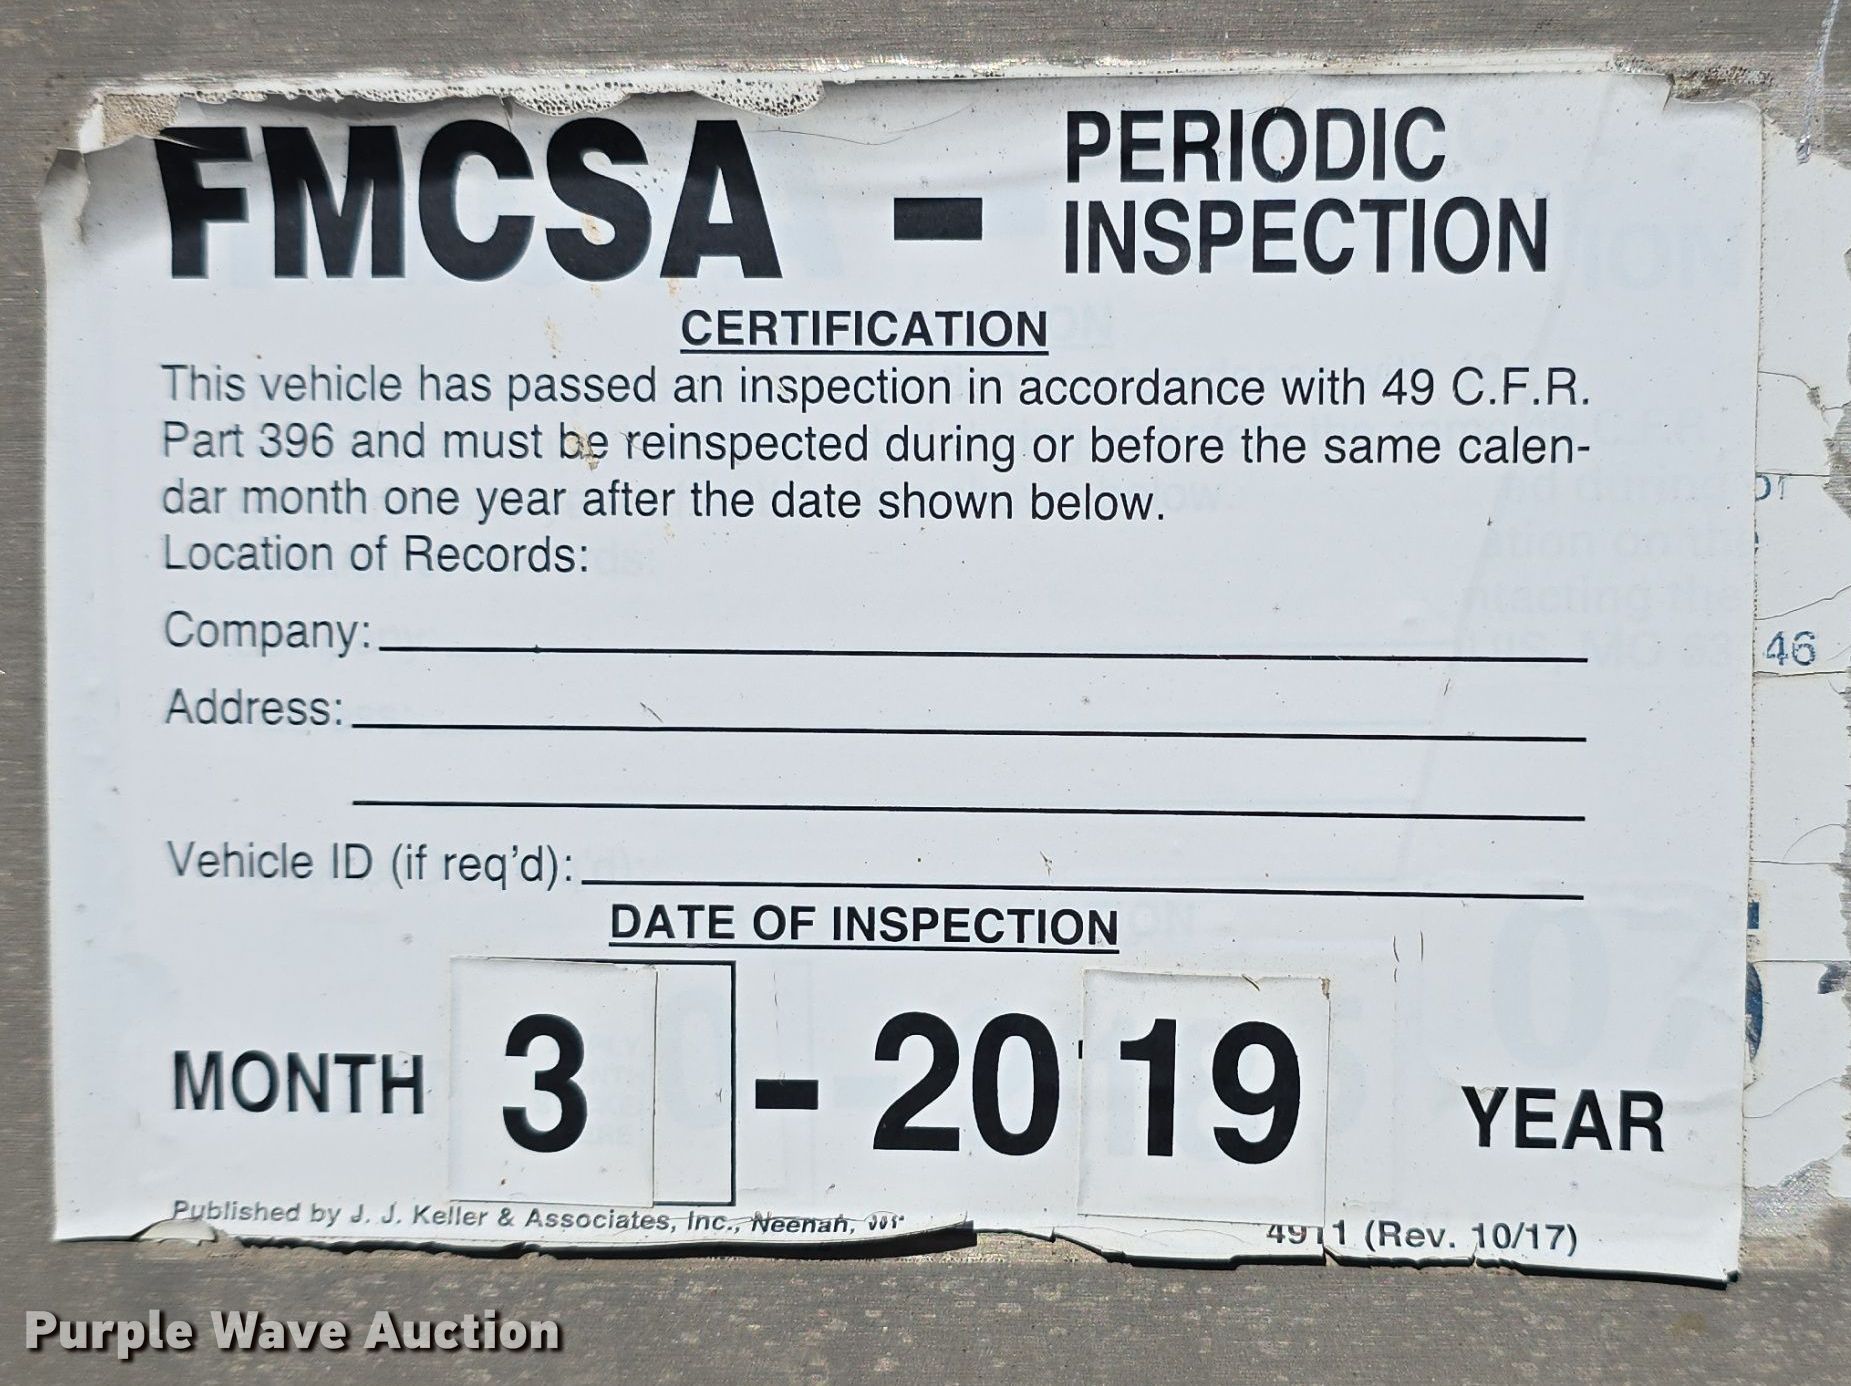 FMCSA - PERIODIC
INSPECTION
CERTIFICATION
This vehicle has passed an inspection in accordance with 49 C.F.R.
Part 396 and must be reinspected during or before the same calen-
dar month one year after the date shown below.
Location of Records:
Company:
46
Address:
Vehicle ID (if req'd):
DATE OF INSPECTION
MONTH 3 - 2019 YEAR
Published by J. J. Keller & Associates, Inc., Neenah,
4911 (Rev. 10/17)
Purple Wave Auction